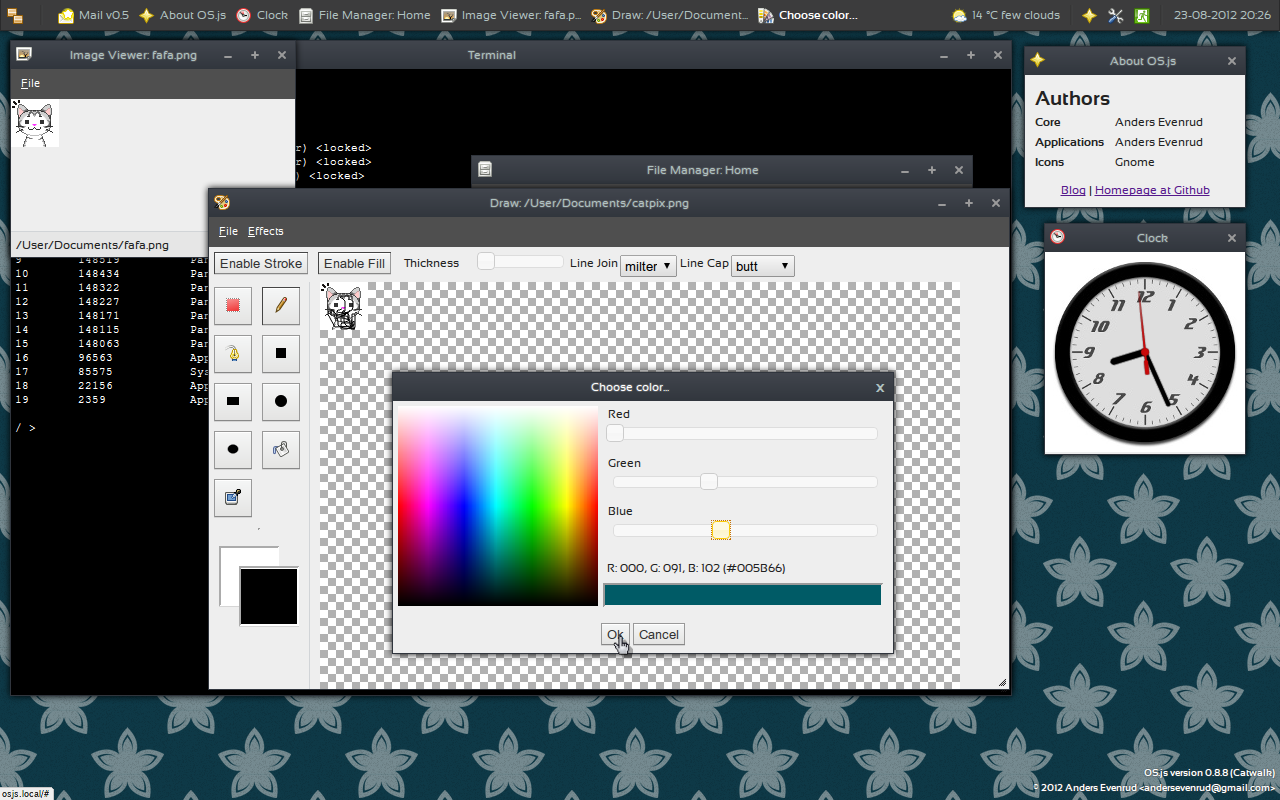 Mail v0.5 About OS.js Clock File Manager: Home Image Viewer: fafa.p... Draw: /User/Document... Choose color... 14 °C few clouds 23-08-2012 20:26
Image Viewer: fafa.png
File
/User/Documents/fafa.png
Terminal
r) <locked>
r) <locked>
) <locked>
9 148519 Par
10 148434 Par
11 148322 Par
12 148227 Par
13 148171 Par
14 148115 Par
15 148063 Par
16 96563 App
17 85575 Sys
18 22156 App
19 2359 App
/ >
File Manager: Home
Draw: /User/Documents/catpix.png
File Effects
Enable Stroke Enable Fill Thickness Line Join milter Line Cap butt
Choose color...
Red
Green
Blue
R: 000, G: 091, B: 102 (#005B66)
Ok Cancel
About OS.js
Authors
Core Anders Evenrud
Applications Anders Evenrud
Icons Gnome
Blog | Homepage at Github
Clock
12
1
2
3
4
5
6
7
8
9
10
11
OS.js version 0.8.8 (Catwalk)
© 2012 Anders Evenrud <andersevenrud@gmail.com>
osjs.local/#